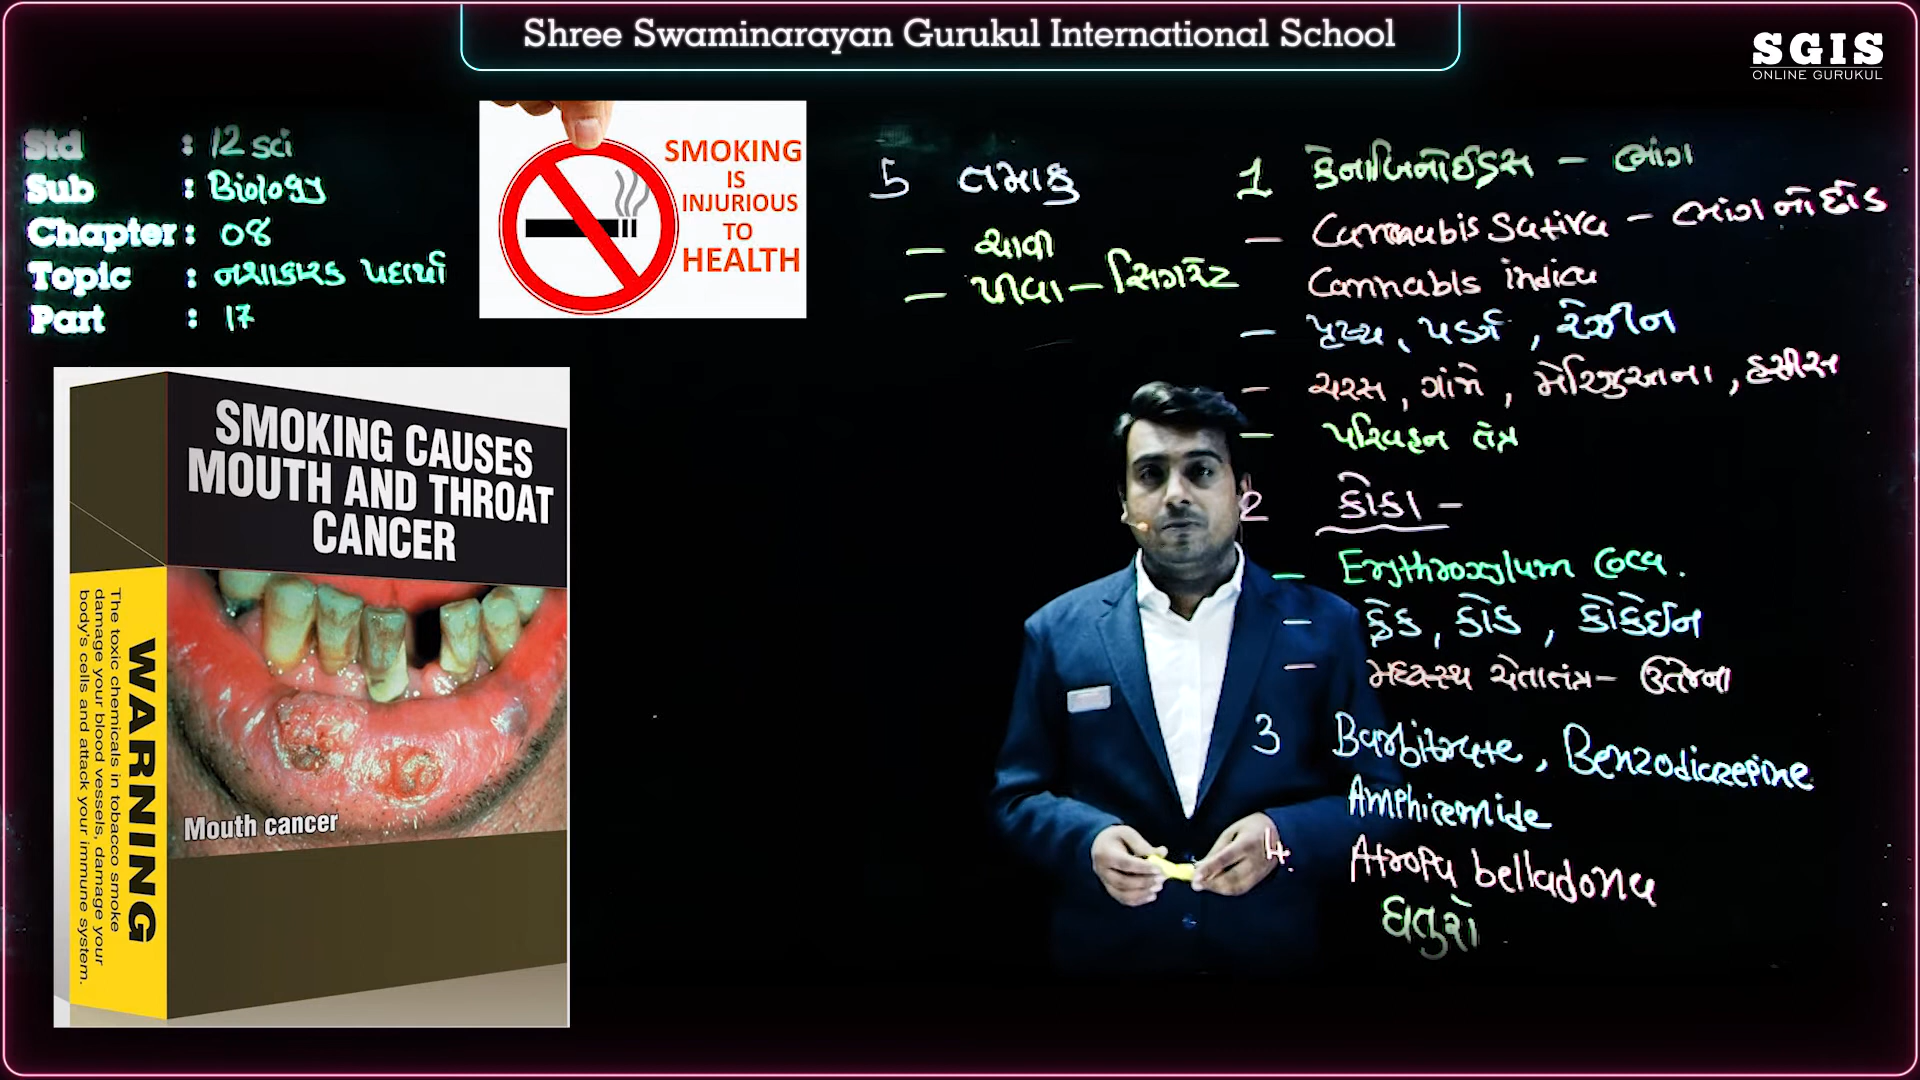 Shree Swaminarayan Gurukul International School
SGIS
ONLINE GURUKUL
Std : 12 sci
Sub : Biology
Chapter : 08
Topic : નશાકારક પદાર્થો
Part : 17
SMOKING
IS
INJURIOUS
TO
HEALTH
SMOKING CAUSES
MOUTH AND THROAT
CANCER
Mouth cancer
WARNING
The toxic chemicals in tobacco smoke
damage your blood vessels, damage your
body's cells and attack your immune system.
5 તમાકુ
– ચાવી
– પીવા – સિગરેટ
1 કેનાબિનોઈડ્સ – ભાંગ
– Cannabis Sativa – ભાંગ નો છોડ
Cannabis indica
– પુષ્પ, પર્ણ, રેઝીન
– ચરસ, ગાંજો, મેરિજુઆના, હસીસ
– પરિવહન તંત્ર
2 કોકા –
– Erythroxylum Coca.
– ક્રેક, કોક, કોકેઈન
– મધ્યસ્થ ચેતાતંત્ર – ઉત્તેજના
3 Barbiturate, Benzodiazepine
Amphicemide
4. Atropa belladona
ધતુરો